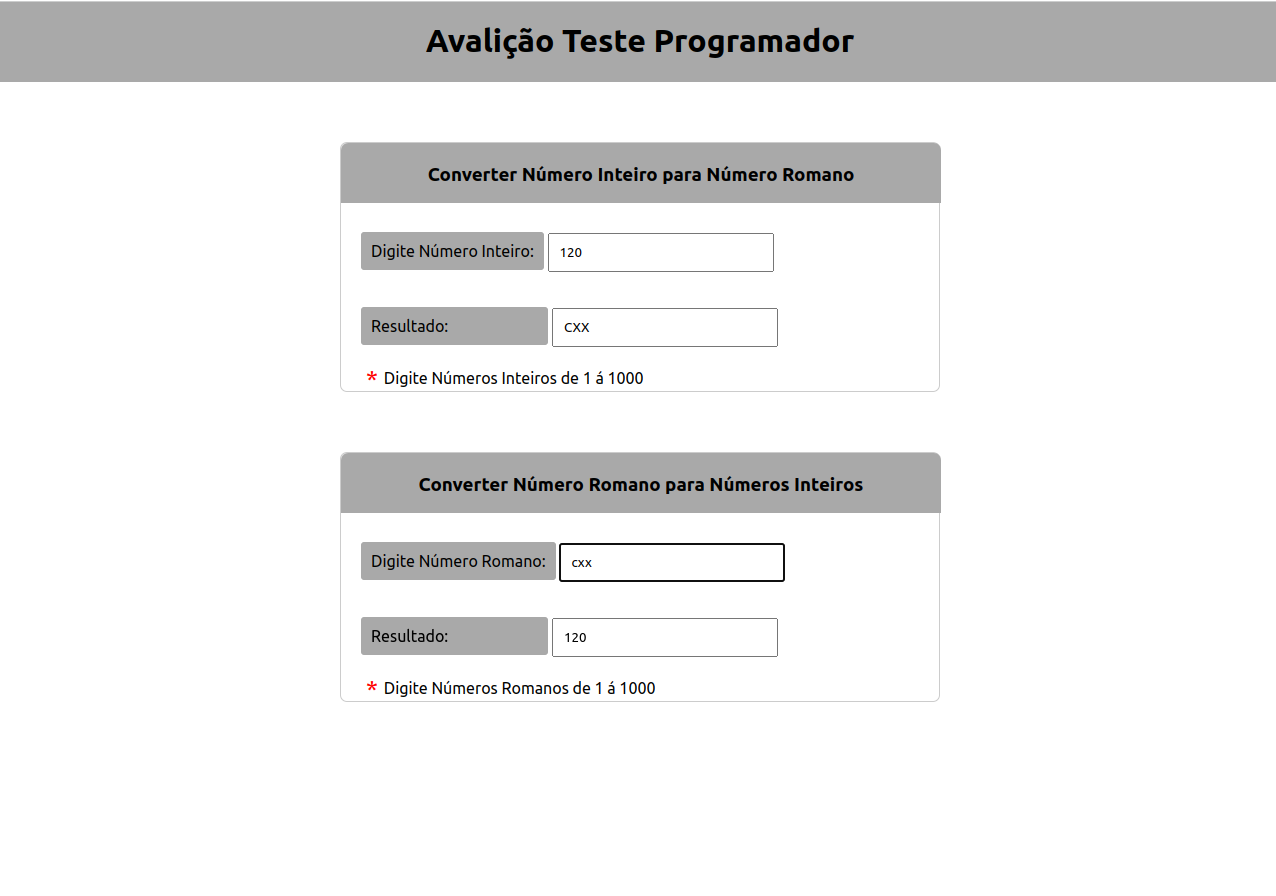 Avalição Teste Programador
Converter Número Inteiro para Número Romano
Digite Número Inteiro: 120
Resultado: CXX
* Digite Números Inteiros de 1 á 1000
Converter Número Romano para Números Inteiros
Digite Número Romano: cxx
Resultado: 120
* Digite Números Romanos de 1 á 1000